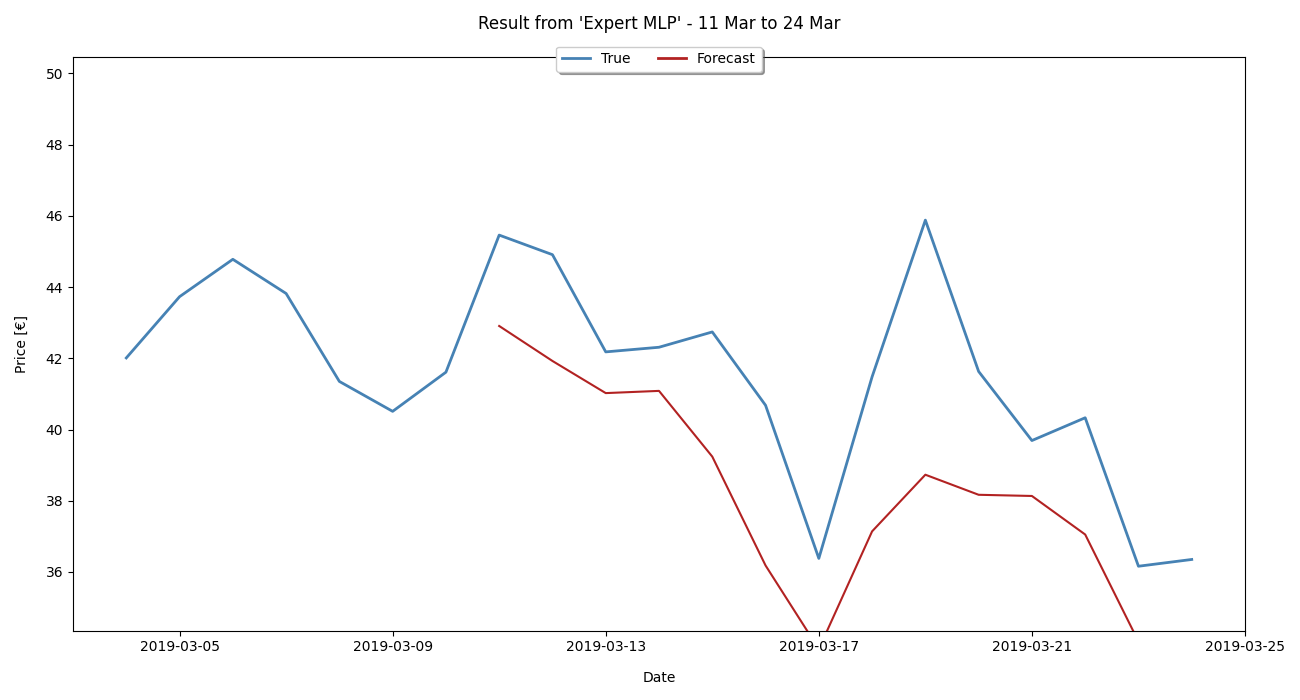 Result from 'Expert MLP' - 11 Mar to 24 Mar
True Forecast
50
48
46
44
42
40
38
36
Price [€]
2019-03-05 2019-03-09 2019-03-13 2019-03-17 2019-03-21 2019-03-25
Date